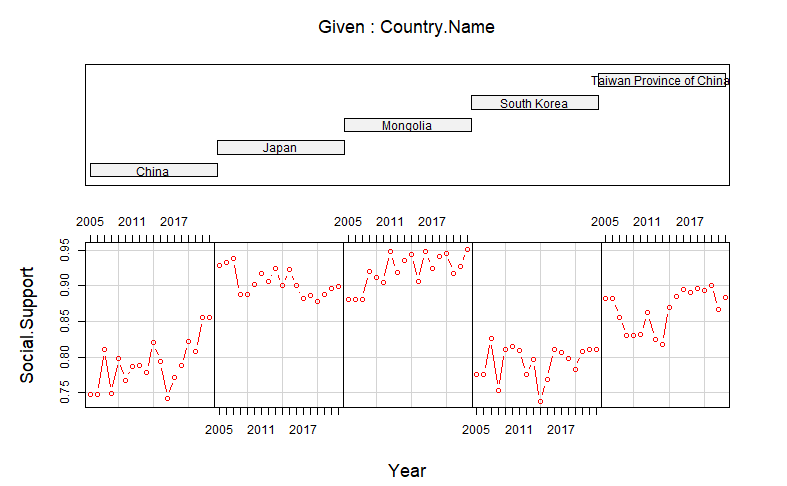 Given : Country.Name
Taiwan Province of China
South Korea
Mongolia
Japan
China
2005 2011 2017 2005 2011 2017 2005 2011 2017
0.95
0.90
0.85
0.80
0.75
Social.Support
2005 2011 2017 2005 2011 2017
Year